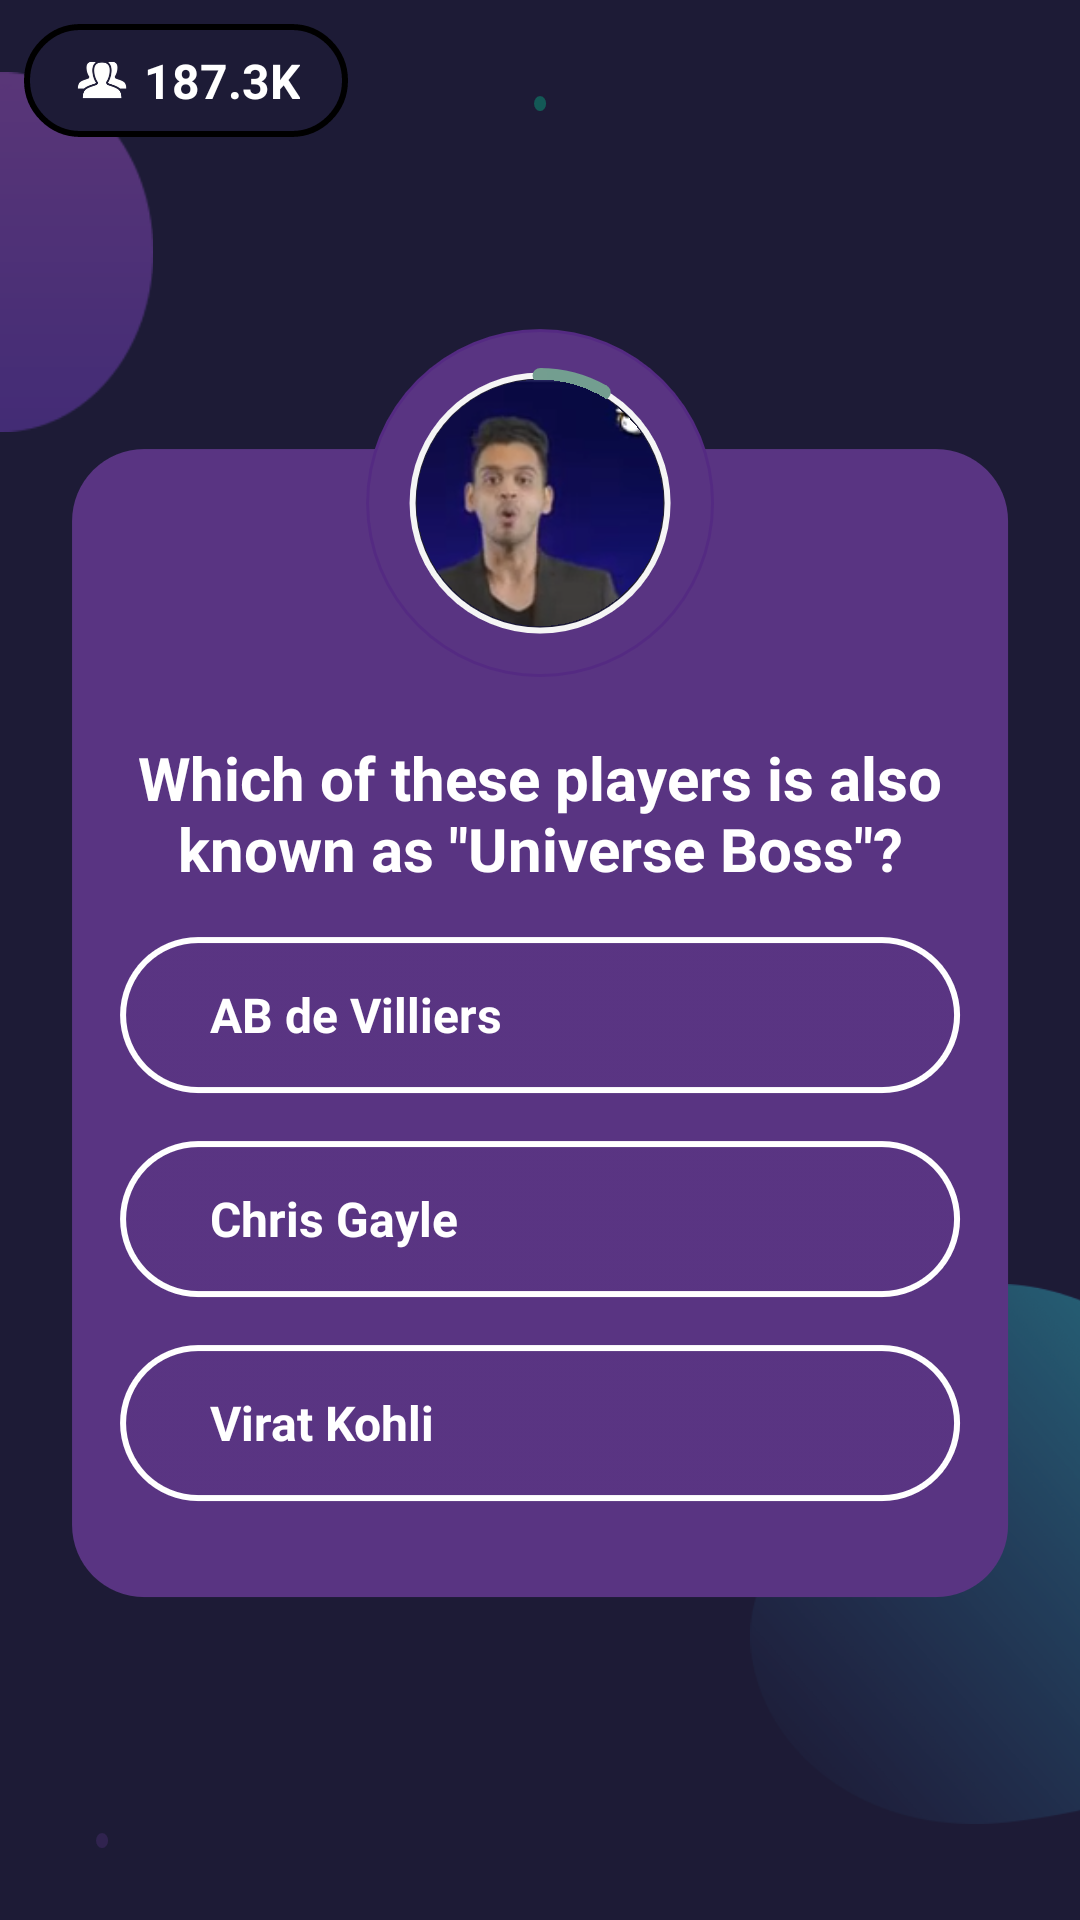 187.3K
Which of these players is also
known as "Universe Boss"?
AB de Villiers
Chris Gayle
Virat Kohli